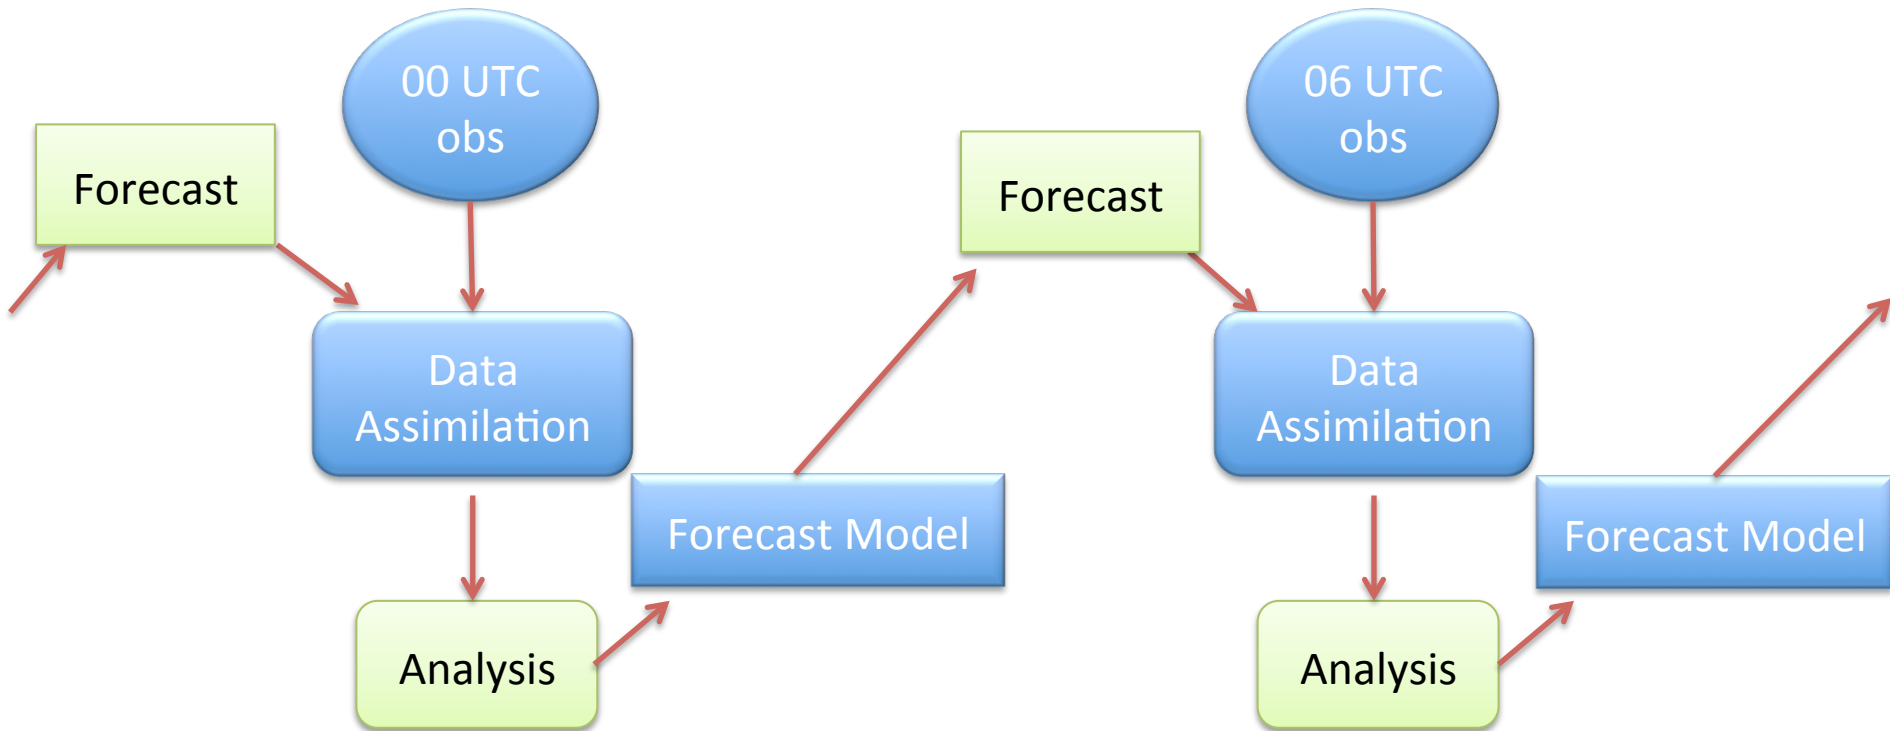 00 UTC
obs
Forecast
Data
Assimilation
Forecast Model
Analysis
06 UTC
obs
Forecast
Data
Assimilation
Forecast Model
Analysis